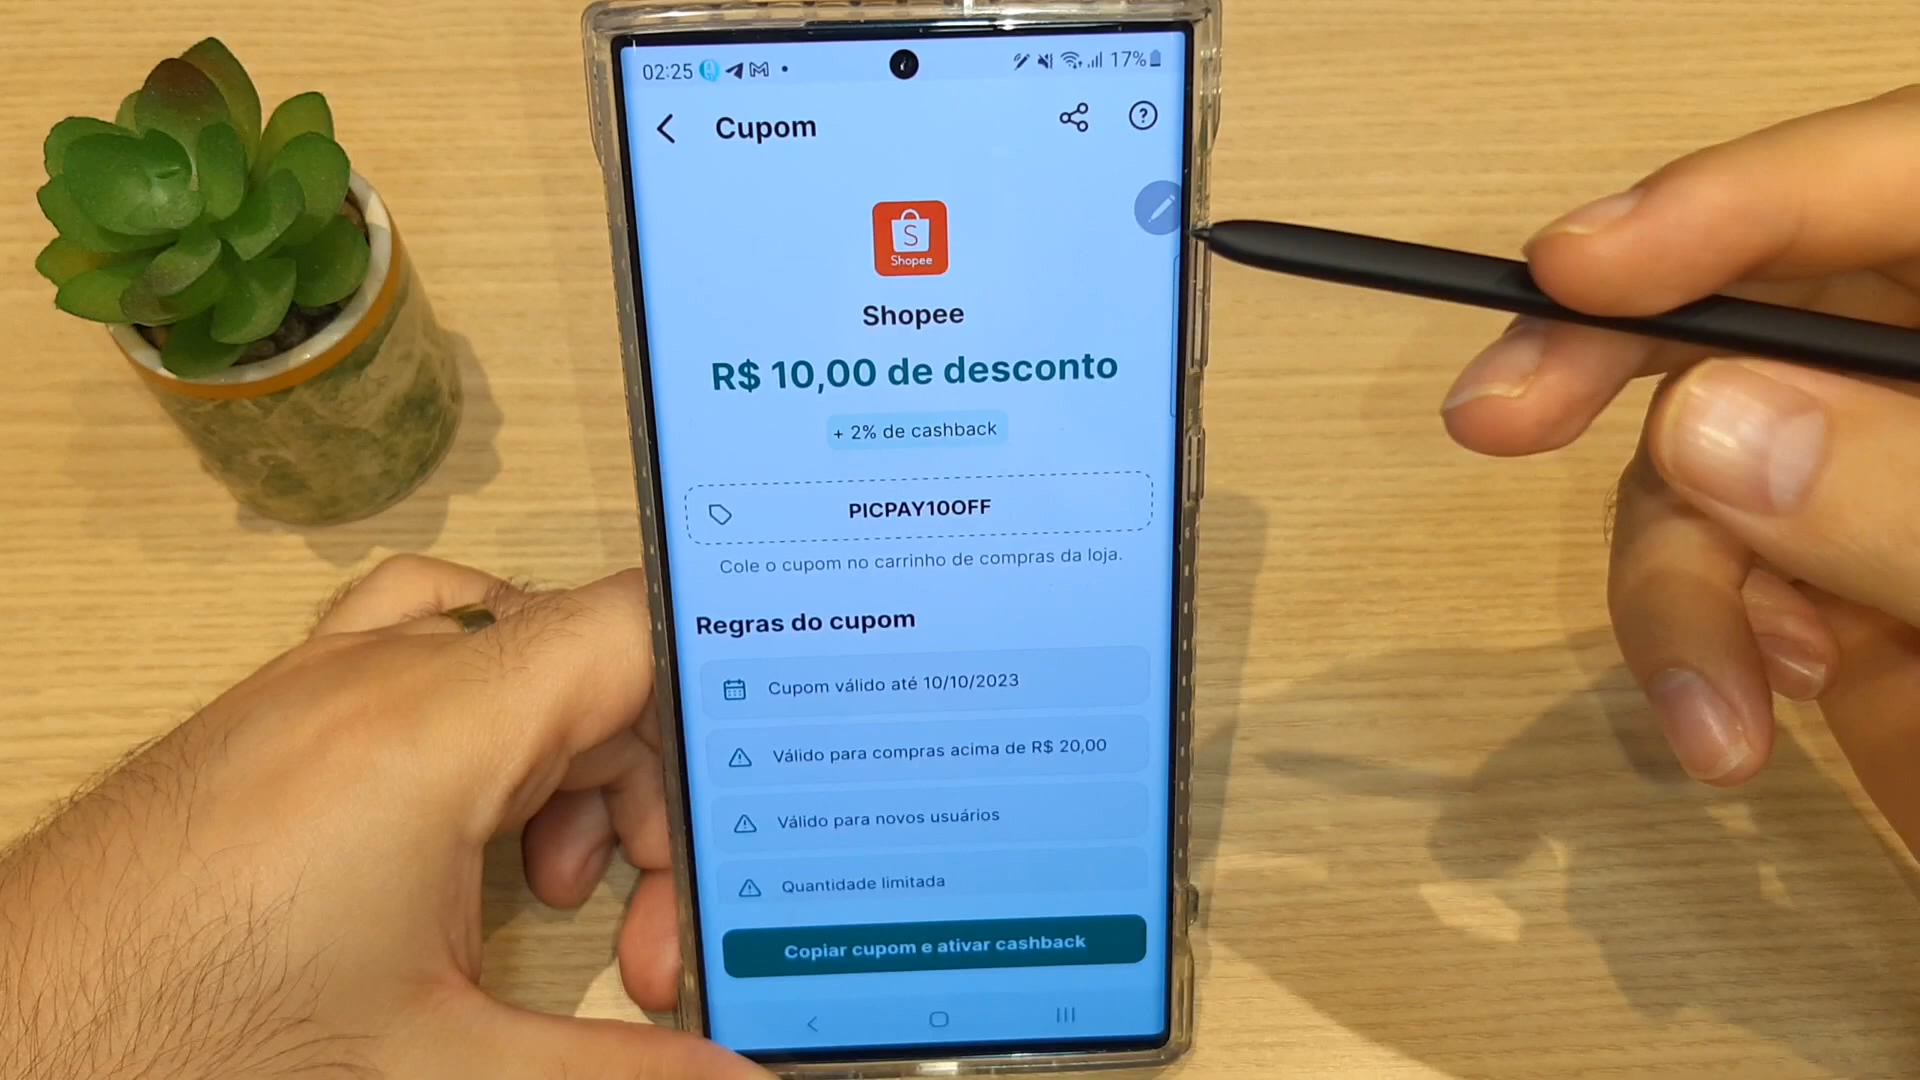 02:25
17%
Cupom
S
Shopee
Shopee
R$ 10,00 de desconto
+ 2% de cashback
PICPAY10OFF
Cole o cupom no carrinho de compras da loja.
Regras do cupom
Cupom válido até 10/10/2023
Válido para compras acima de R$ 20,00
Válido para novos usuários
Quantidade limitada
Copiar cupom e ativar cashback